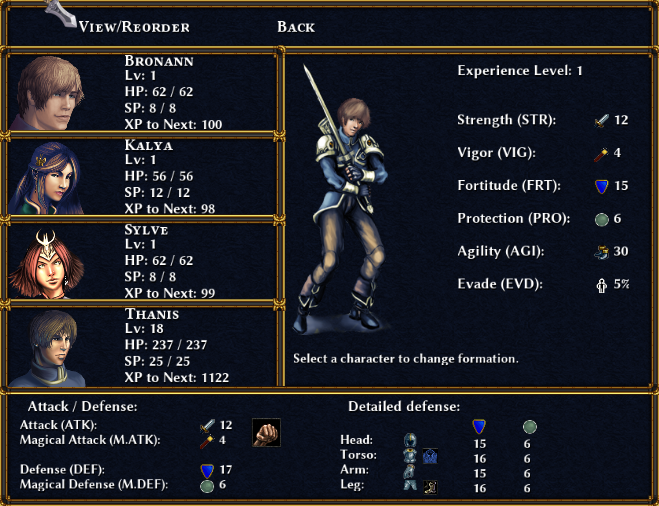 View/Reorder Back
Bronann
Lv: 1
HP: 62 / 62
SP: 8 / 8
XP to Next: 100
Kalya
Lv: 1
HP: 56 / 56
SP: 12 / 12
XP to Next: 98
Sylve
Lv: 1
HP: 62 / 62
SP: 8 / 8
XP to Next: 99
Thanis
Lv: 18
HP: 237 / 237
SP: 25 / 25
XP to Next: 1122
Experience Level: 1
Strength (STR): 12
Vigor (VIG): 4
Fortitude (FRT): 15
Protection (PRO): 6
Agility (AGI): 30
Evade (EVD): 5%
Select a character to change formation.
Attack / Defense:
Attack (ATK): 12
Magical Attack (M.ATK): 4
Defense (DEF): 17
Magical Defense (M.DEF): 6
Detailed defense:
Head: 15 6
Torso: 16 6
Arm: 15 6
Leg: 16 6